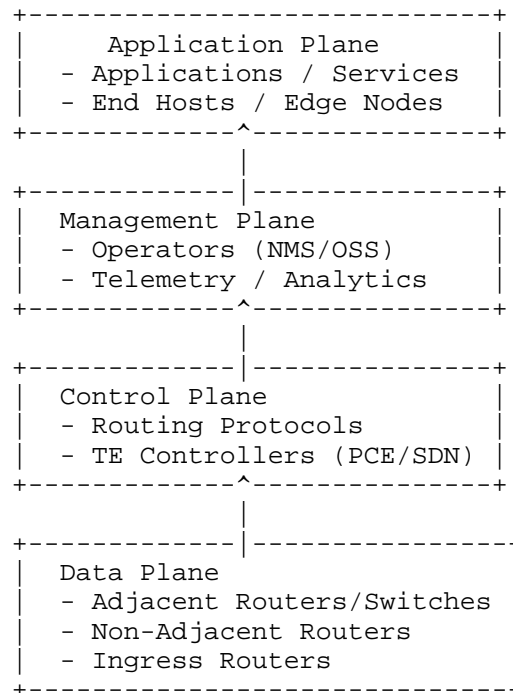 Application Plane
- Applications / Services
- End Hosts / Edge Nodes
Management Plane
- Operators (NMS/OSS)
- Telemetry / Analytics
Control Plane
- Routing Protocols
- TE Controllers (PCE/SDN)
Data Plane
- Adjacent Routers/Switches
- Non-Adjacent Routers
- Ingress Routers